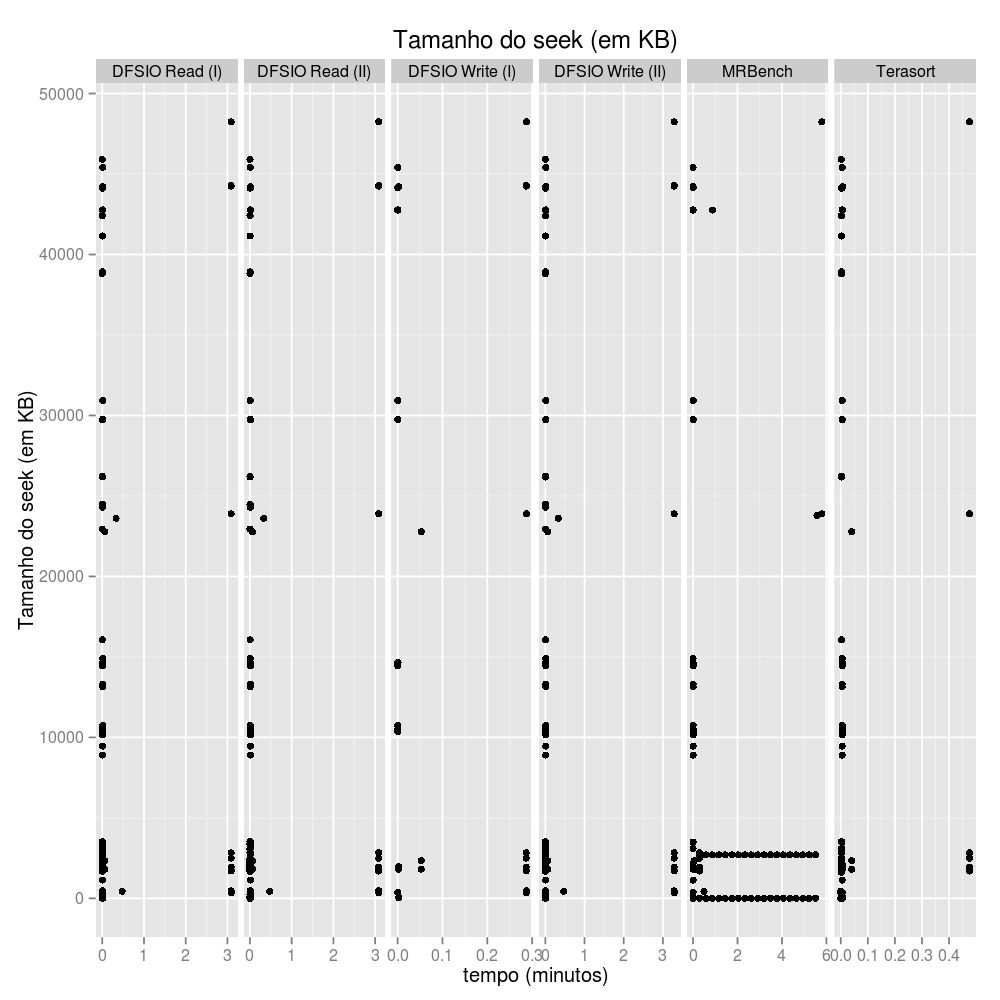 Tamanho do seek (em KB)
DFSIO Read (I) DFSIO Read (II) DFSIO Write (I) DFSIO Write (II) MRBench Terasort
50000
40000
30000
20000
10000
0
Tamanho do seek (em KB)
0 1 2 3 0 1 2 3 0.0 0.1 0.2 0.3 0 1 2 3 0 2 4 6 0.0 0.1 0.2 0.3 0.4
tempo (minutos)